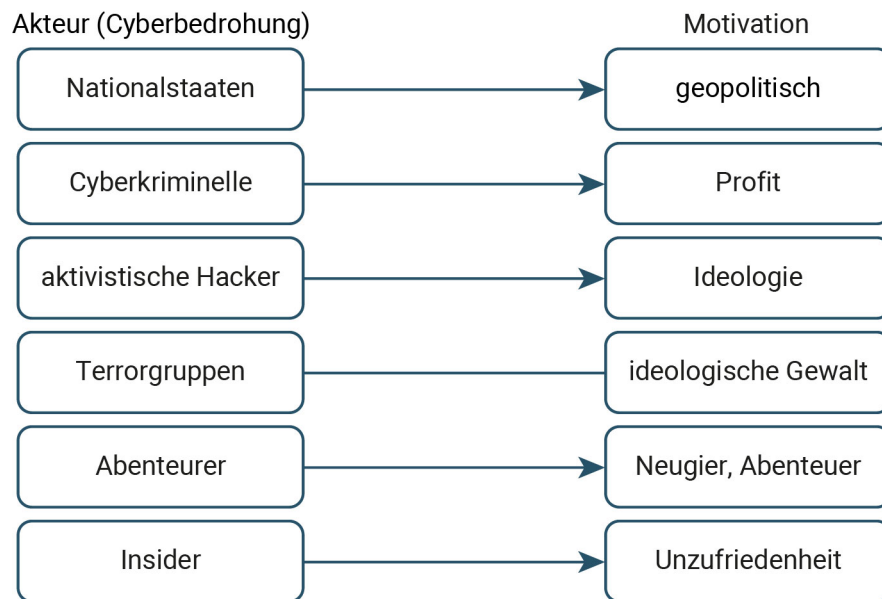 Akteur (Cyberbedrohung) Motivation
Nationalstaaten geopolitisch
Cyberkriminelle Profit
aktivistische Hacker Ideologie
Terrorgruppen ideologische Gewalt
Abenteurer Neugier, Abenteuer
Insider Unzufriedenheit